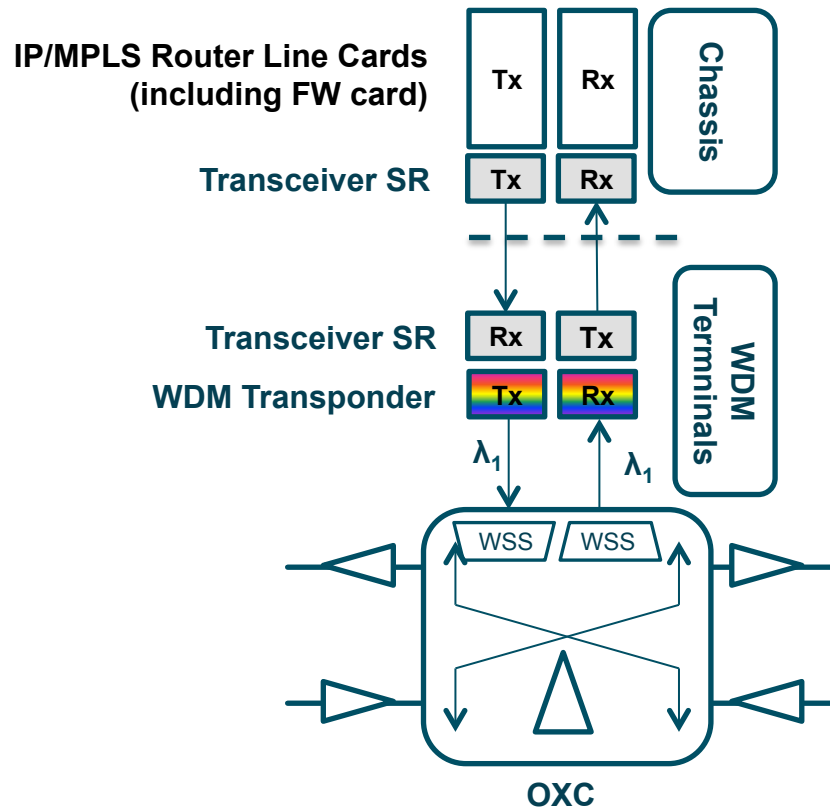 IP/MPLS Router Line Cards
(including FW card)
Tx
Rx
Chassis
Transceiver SR
Tx
Rx
Transceiver SR
Rx
Tx
WDM
Termninals
WDM Transponder
Tx
Rx
λ1
λ1
WSS
WSS
OXC